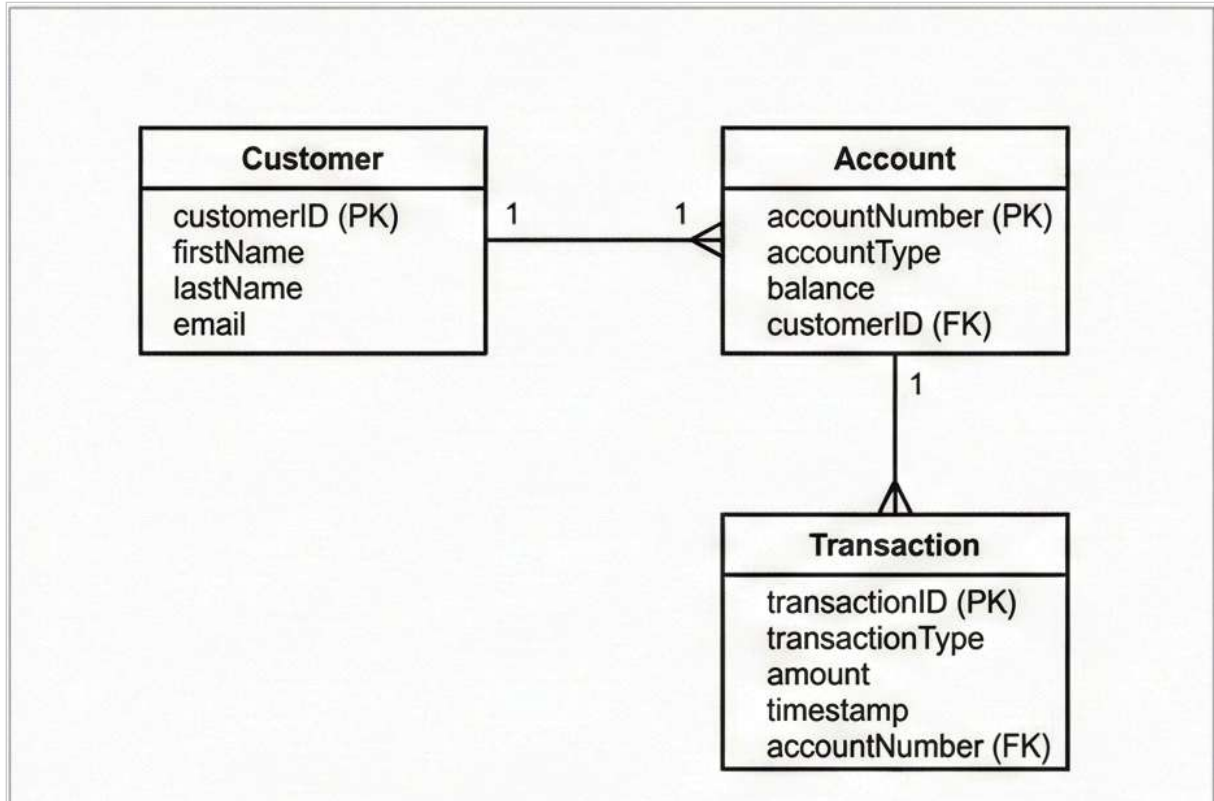 Customer
customerID (PK)
firstName
lastName
email
1
1
Account
accountNumber (PK)
accountType
balance
customerID (FK)
1
Transaction
transactionID (PK)
transactionType
amount
timestamp
accountNumber (FK)